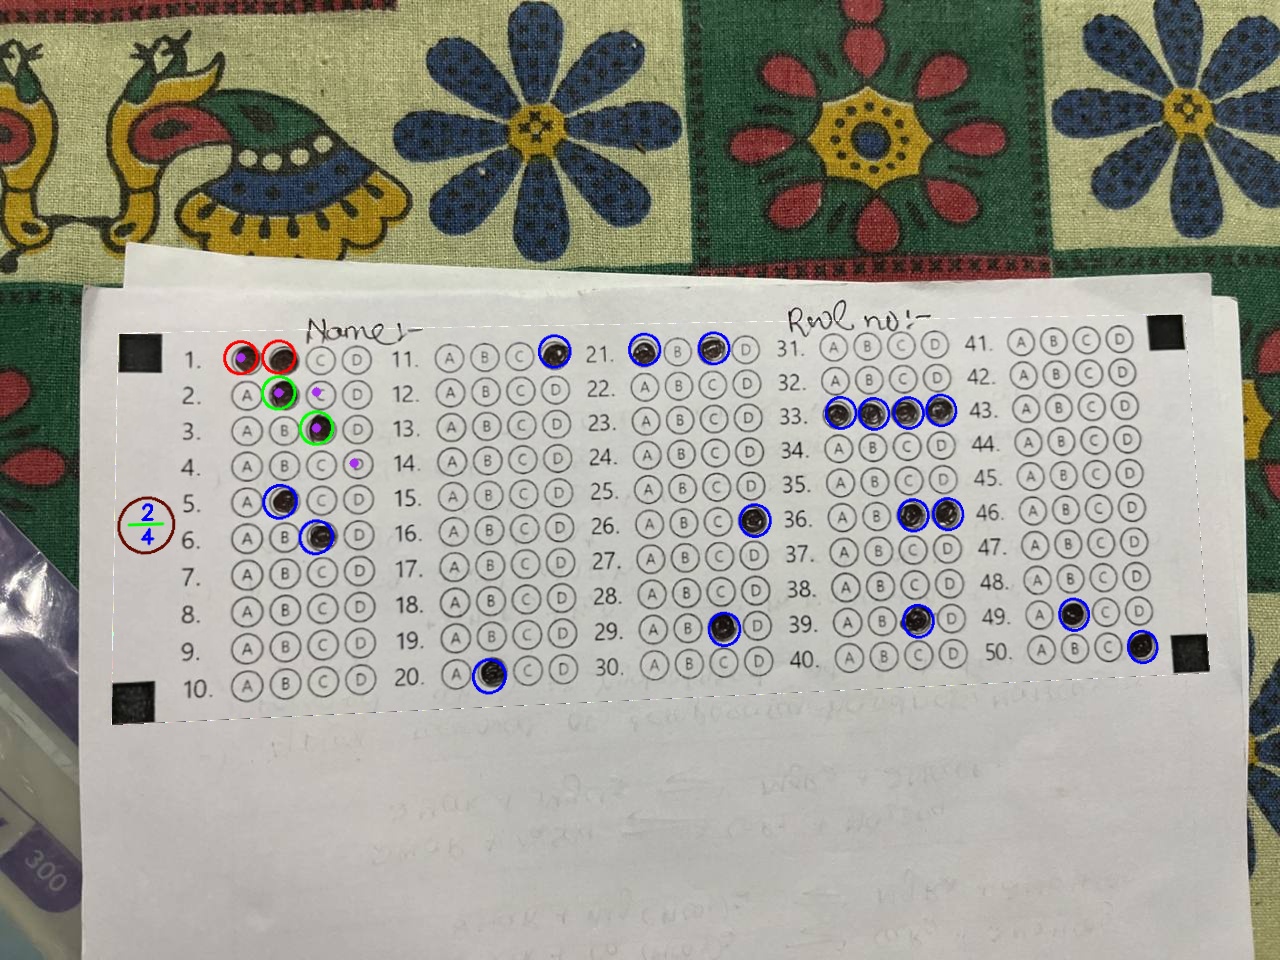 Name:-
Roll no:-
1. A B C D 11. A B C D 21. A B C D 31. A B C D 41. A B C D
2. A B C D 12. A B C D 22. A B C D 32. A B C D 42. A B C D
3. A B C D 13. A B C D 23. A B C D 33. A B C D 43. A B C D
4. A B C D 14. A B C D 24. A B C D 34. A B C D 44. A B C D
5. A B C D 15. A B C D 25. A B C D 35. A B C D 45. A B C D
6. A B C D 16. A B C D 26. A B C D 36. A B C D 46. A B C D
7. A B C D 17. A B C D 27. A B C D 37. A B C D 47. A B C D
8. A B C D 18. A B C D 28. A B C D 38. A B C D 48. A B C D
9. A B C D 19. A B C D 29. A B C D 39. A B C D 49. A B C D
10. A B C D 20. A B C D 30. A B C D 40. A B C D 50. A B C D
2
4
300